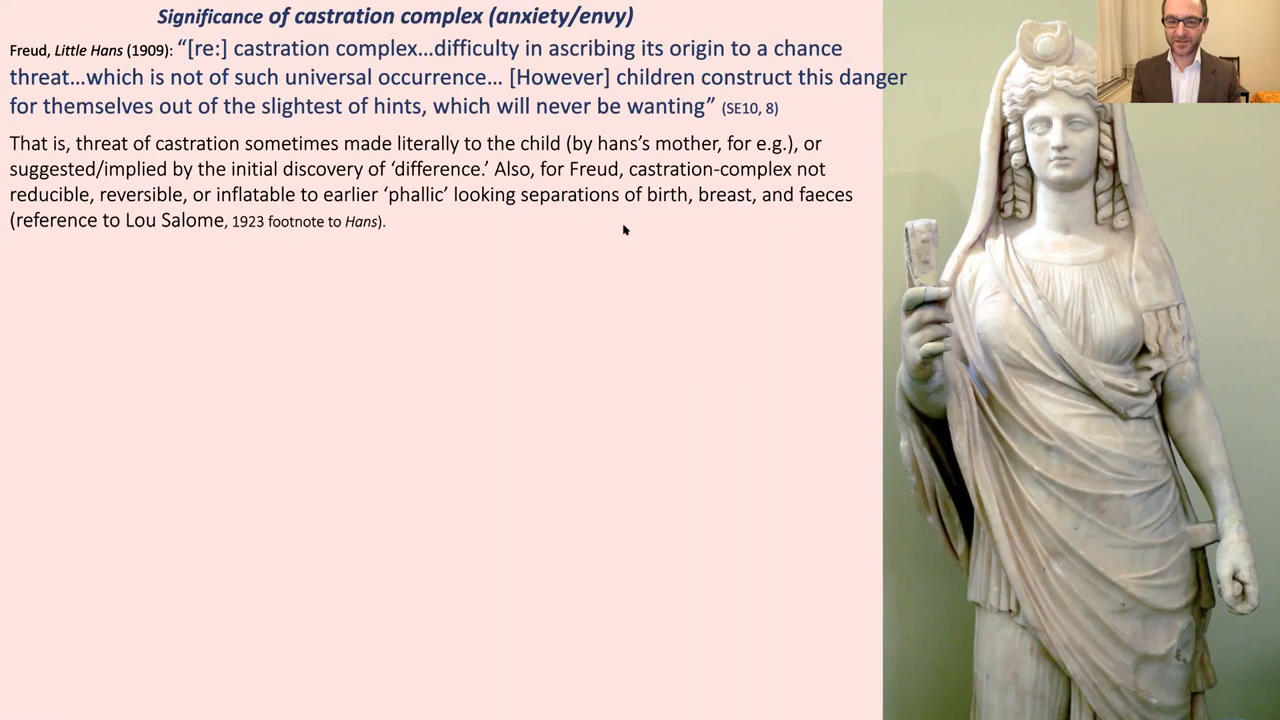 Significance of castration complex (anxiety/envy)
Freud, Little Hans (1909): “[re:] castration complex...difficulty in ascribing its origin to a chance
threat...which is not of such universal occurrence... [However] children construct this danger
for themselves out of the slightest of hints, which will never be wanting” (SE10, 8)
That is, threat of castration sometimes made literally to the child (by hans’s mother, for e.g.), or
suggested/implied by the initial discovery of ‘difference.’ Also, for Freud, castration-complex not
reducible, reversible, or inflatable to earlier ‘phallic’ looking separations of birth, breast, and faeces
(reference to Lou Salome, 1923 footnote to Hans).